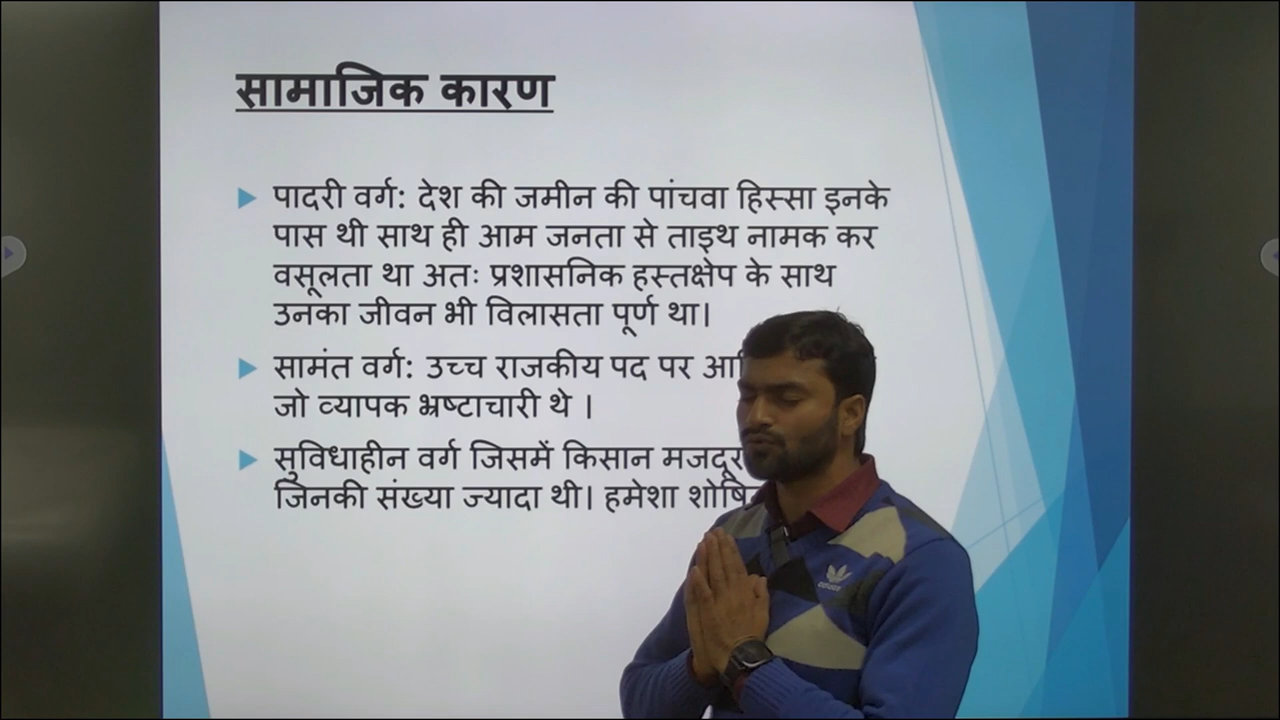 सामाजिक कारण
पादरी वर्ग: देश की जमीन की पांचवा हिस्सा इनके
पास थी साथ ही आम जनता से ताइथ नामक कर
वसूलता था अतः प्रशासनिक हस्तक्षेप के साथ
उनका जीवन भी विलासता पूर्ण था।
सामंत वर्ग: उच्च राजकीय पद पर
जो व्यापक भ्रष्टाचारी थे ।
सुविधाहीन वर्ग जिसमें किसान मजदूर
जिनकी संख्या ज्यादा थी। हमेशा